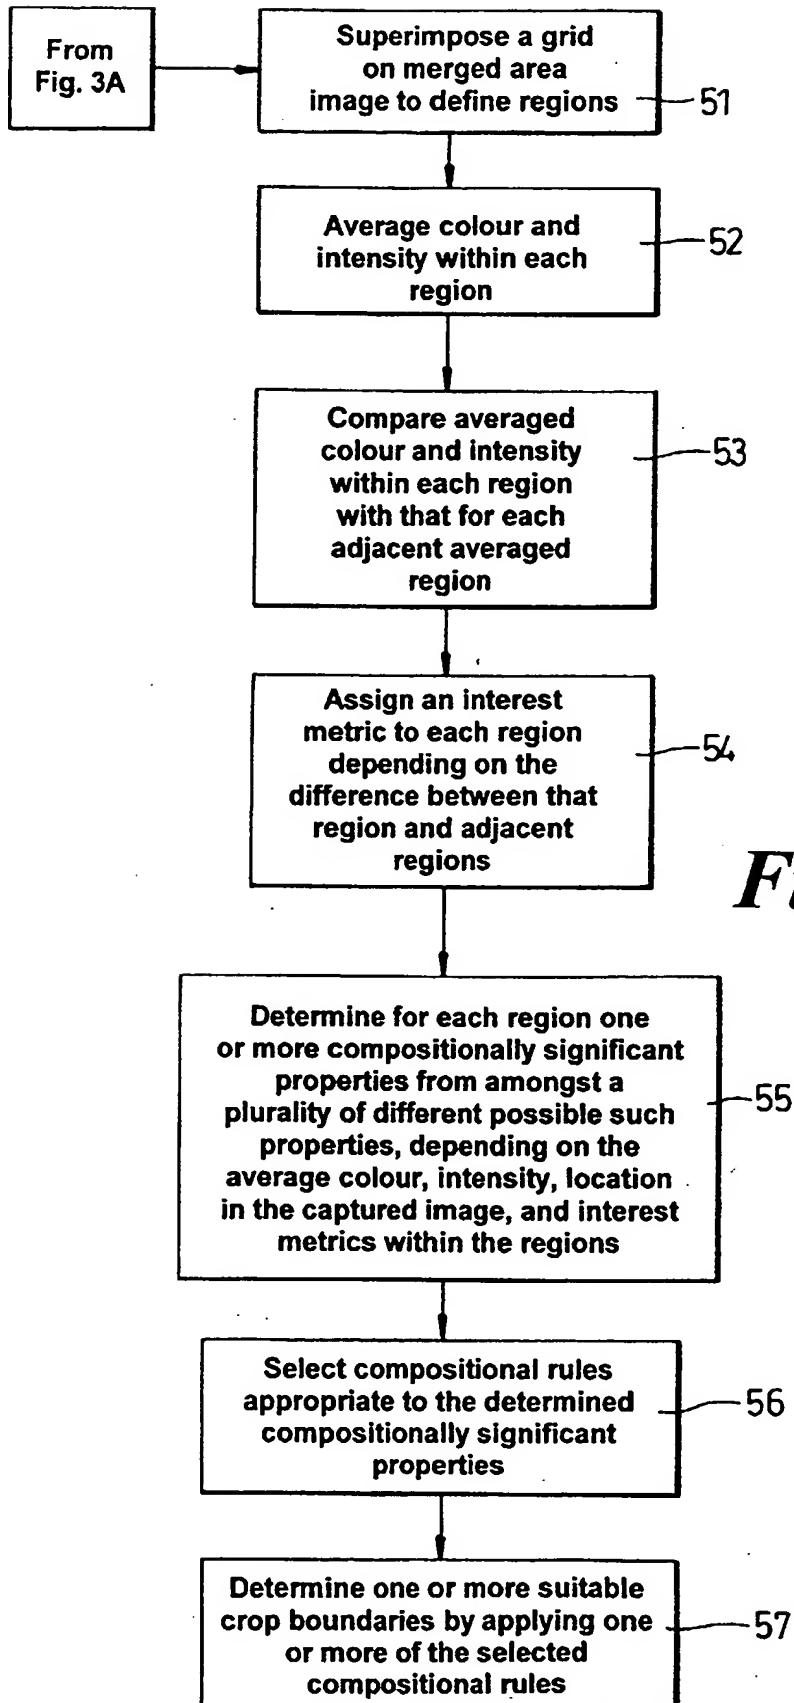 From
Fig. 3A
Superimpose a grid
on merged area
image to define regions
51
Average colour and
intensity within each
region
52
Compare averaged
colour and intensity
within each region
with that for each
adjacent averaged
region
53
Assign an interest
metric to each region
depending on the
difference between that
region and adjacent
regions
54
Determine for each region one
or more compositionally significant
properties from amongst a
plurality of different possible such
properties, depending on the
average colour, intensity, location
in the captured image, and interest
metrics within the regions
55
Select compositional rules
appropriate to the determined
compositionally significant
properties
56
Determine one or more suitable
crop boundaries by applying one
or more of the selected
compositional rules
57